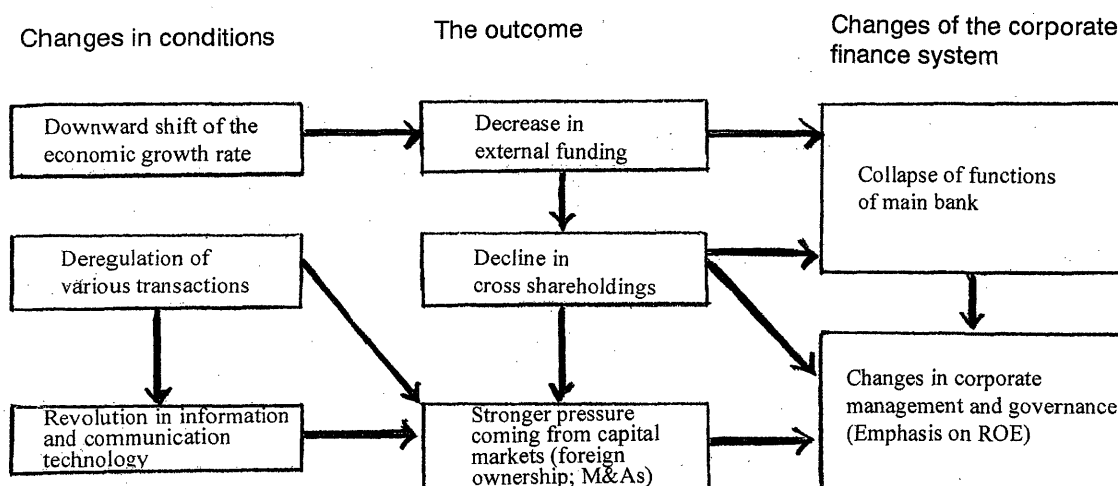 Changes in conditions
The outcome
Changes of the corporate
finance system
Downward shift of the
economic growth rate
Decrease in
external funding
Collapse of functions
of main bank
Deregulation of
various transactions
Decline in
cross shareholdings
Revolution in information
and communication
technology
Stronger pressure
coming from capital
markets (foreign
ownership; M&As)
Changes in corporate
management and governance
(Emphasis on ROE)